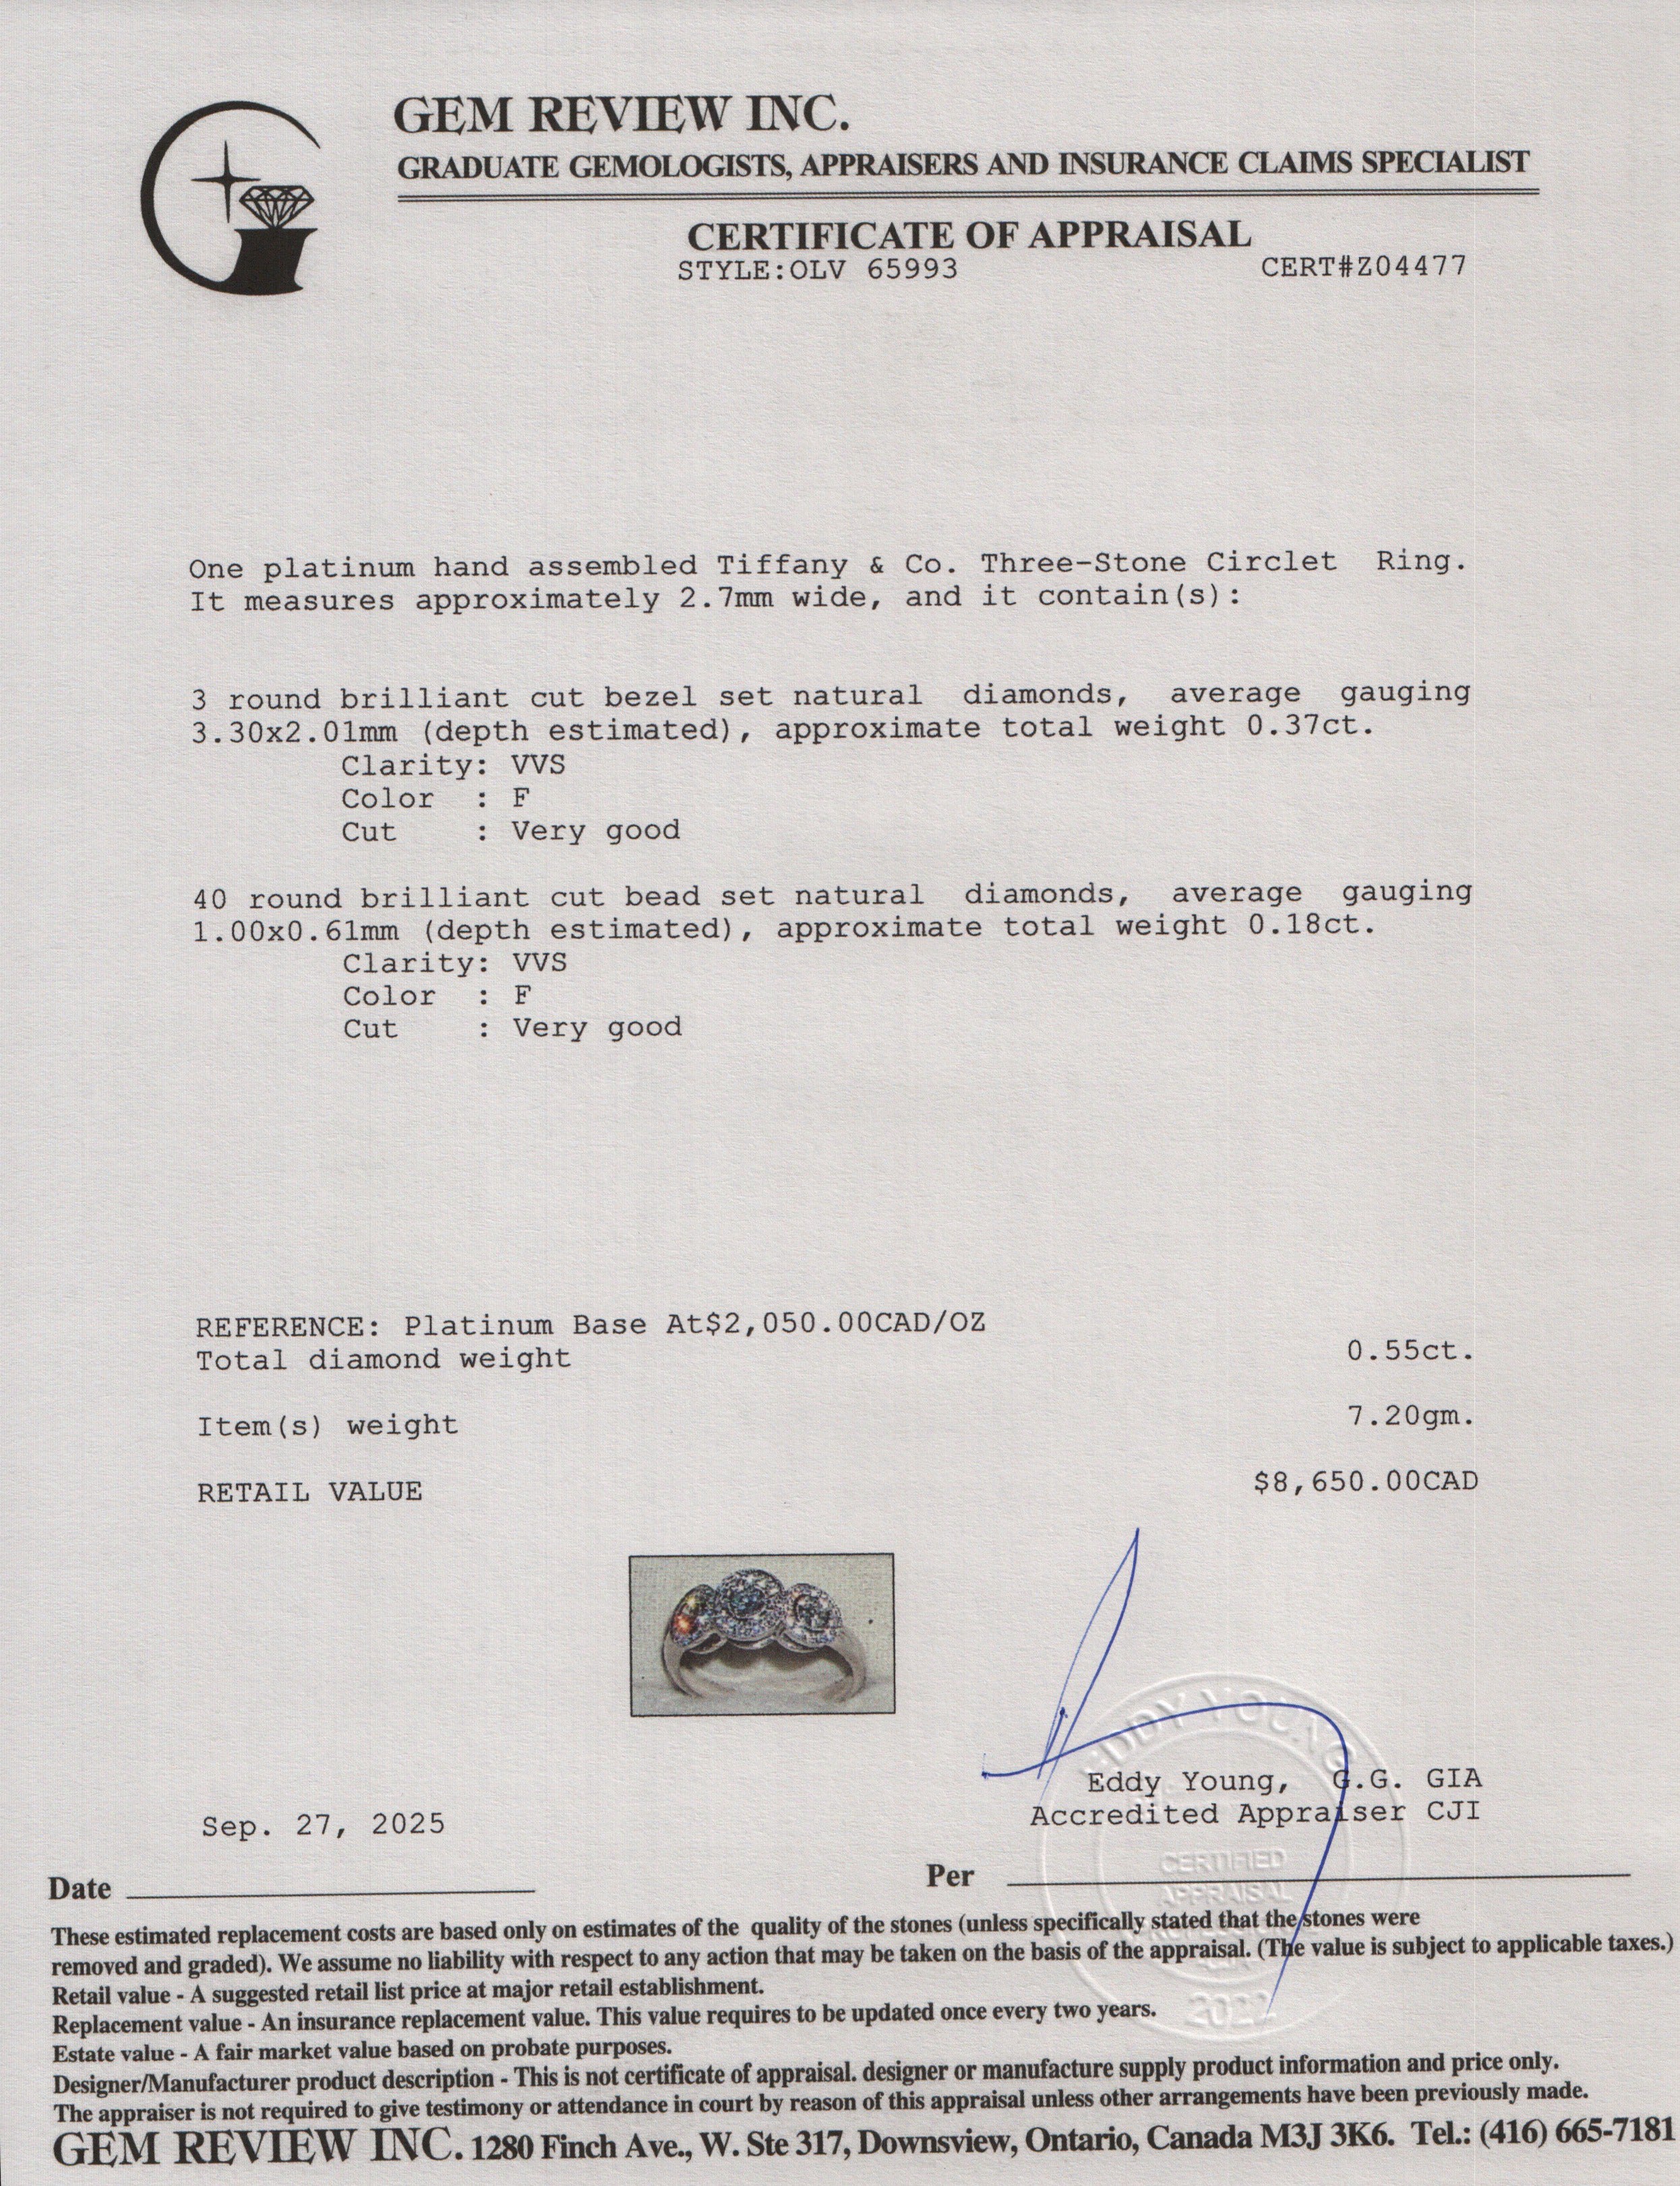 GEM REVIEW INC.
GRADUATE GEMOLOGISTS, APPRAISERS AND INSURANCE CLAIMS SPECIALIST
CERTIFICATE OF APPRAISAL
STYLE:OLV 65993 CERT#Z04477
One platinum hand assembled Tiffany & Co. Three-Stone Circlet Ring.
It measures approximately 2.7mm wide, and it contain(s):
3 round brilliant cut bezel set natural diamonds, average gauging
3.30x2.01mm (depth estimated), approximate total weight 0.37ct.
Clarity: VVS
Color : F
Cut : Very good
40 round brilliant cut bead set natural diamonds, average gauging
1.00x0.61mm (depth estimated), approximate total weight 0.18ct.
Clarity: VVS
Color : F
Cut : Very good
REFERENCE: Platinum Base At$2,050.00CAD/OZ
Total diamond weight 0.55ct.
Item(s) weight 7.20gm.
RETAIL VALUE $8,650.00CAD
EDDY YOUNG
Eddy Young, G.G. GIA
Accredited Appraiser CJI
Sep. 27, 2025
CERTIFIED
APPRAISAL
2022
Date Per
These estimated replacement costs are based only on estimates of the quality of the stones (unless specifically stated that the stones were
removed and graded). We assume no liability with respect to any action that may be taken on the basis of the appraisal. (The value is subject to applicable taxes.)
Retail value - A suggested retail list price at major retail establishment.
Replacement value - An insurance replacement value. This value requires to be updated once every two years.
Estate value - A fair market value based on probate purposes.
Designer/Manufacturer product description - This is not certificate of appraisal. designer or manufacture supply product information and price only.
The appraiser is not required to give testimony or attendance in court by reason of this appraisal unless other arrangements have been previously made.
GEM REVIEW INC. 1280 Finch Ave., W. Ste 317, Downsview, Ontario, Canada M3J 3K6. Tel.: (416) 665-7181